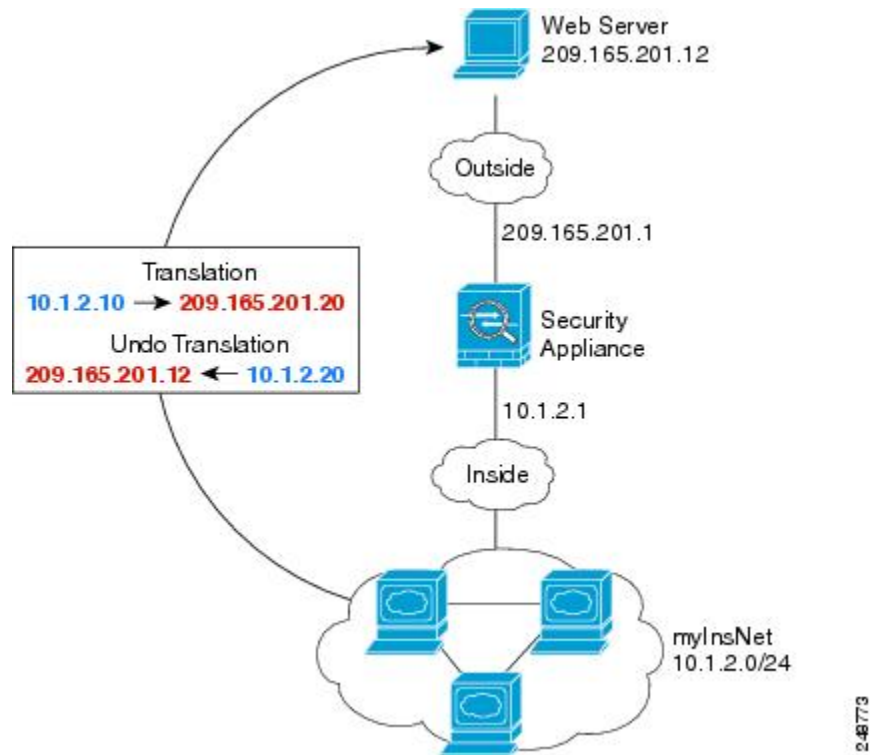 Web Server
209.165.201.12
Outside
209.165.201.1
Translation
10.1.2.10 → 209.165.201.20
Undo Translation
209.165.201.12 ← 10.1.2.20
Security
Appliance
10.1.2.1
Inside
myInsNet
10.1.2.0/24
248773